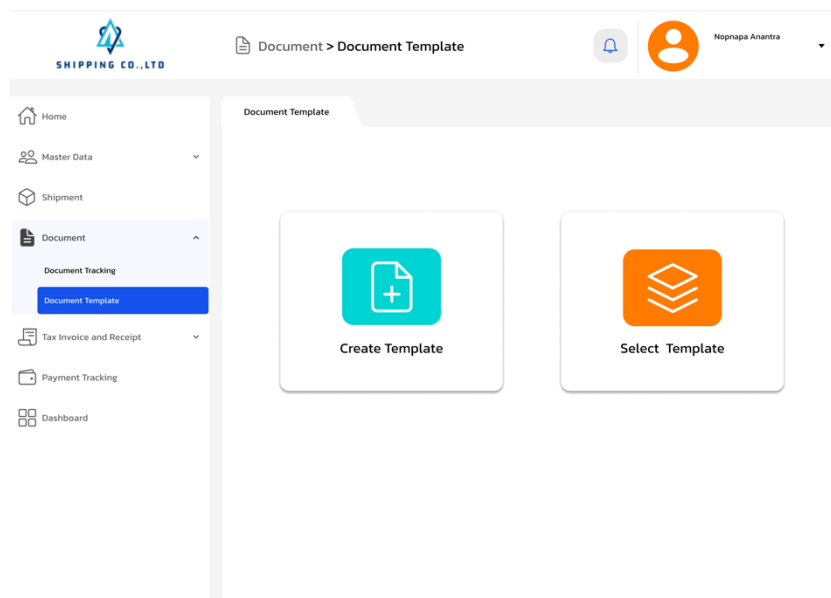 SHIPPING CO.,LTD
Document > Document Template
Nopnapa Anantra
Home
Master Data
Shipment
Document
Document Tracking
Document Template
Tax Invoice and Receipt
Payment Tracking
Dashboard
Document Template
Create Template
Select Template